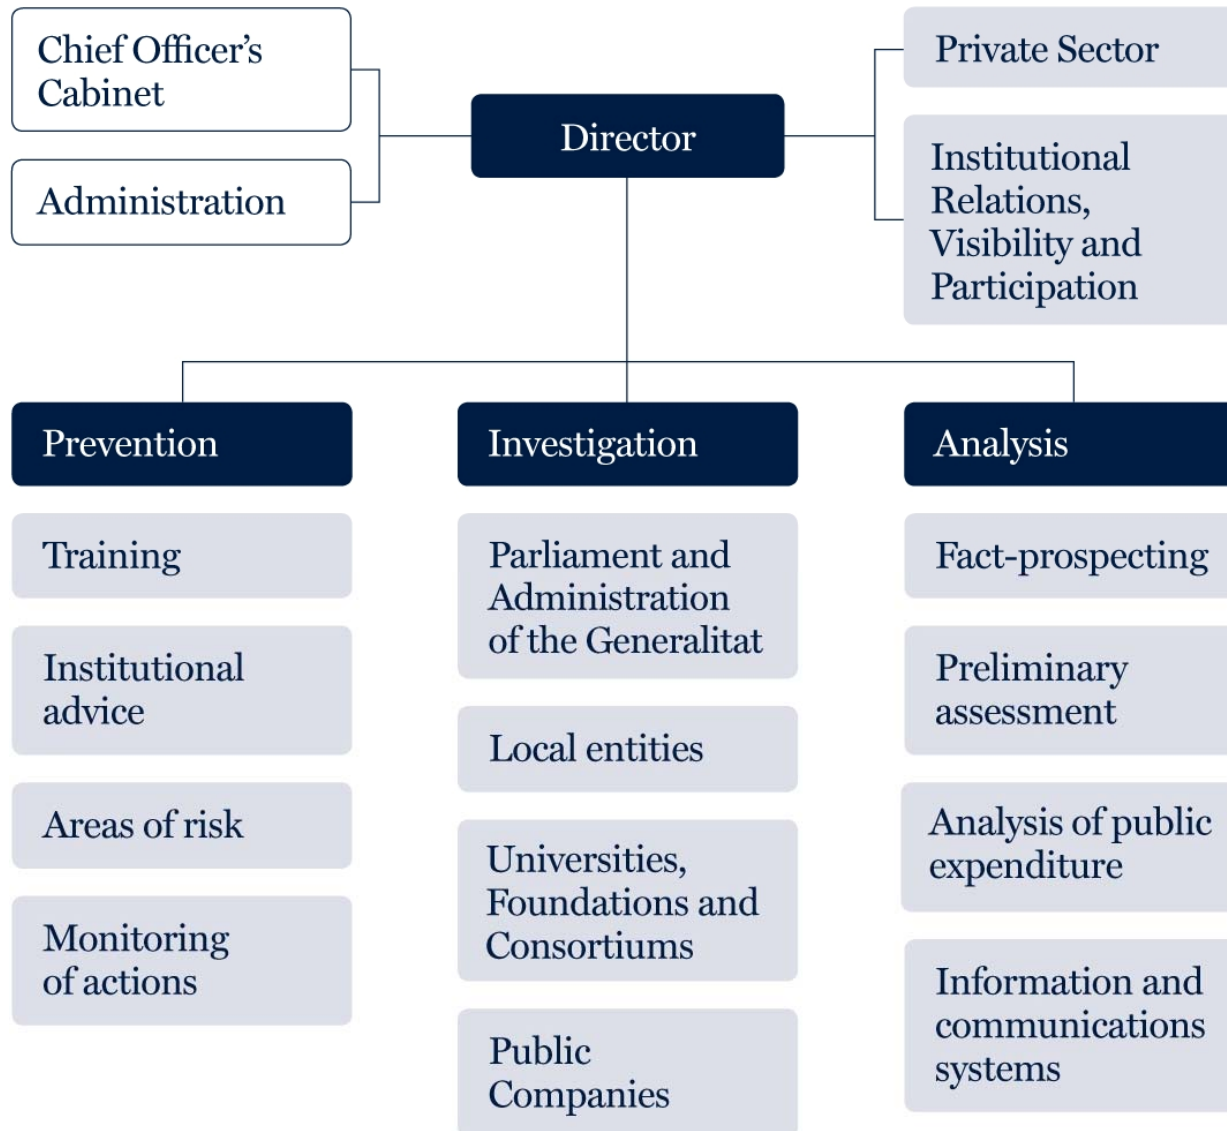 Chief Officer’s
Cabinet
Administration
Director
Private Sector
Institutional
Relations,
Visibility and
Participation
Prevention
Training
Institutional
advice
Areas of risk
Monitoring
of actions
Investigation
Parliament and
Administration
of the Generalitat
Local entities
Universities,
Foundations and
Consortiums
Public
Companies
Analysis
Fact-prospecting
Preliminary
assessment
Analysis of public
expenditure
Information and
communications
systems